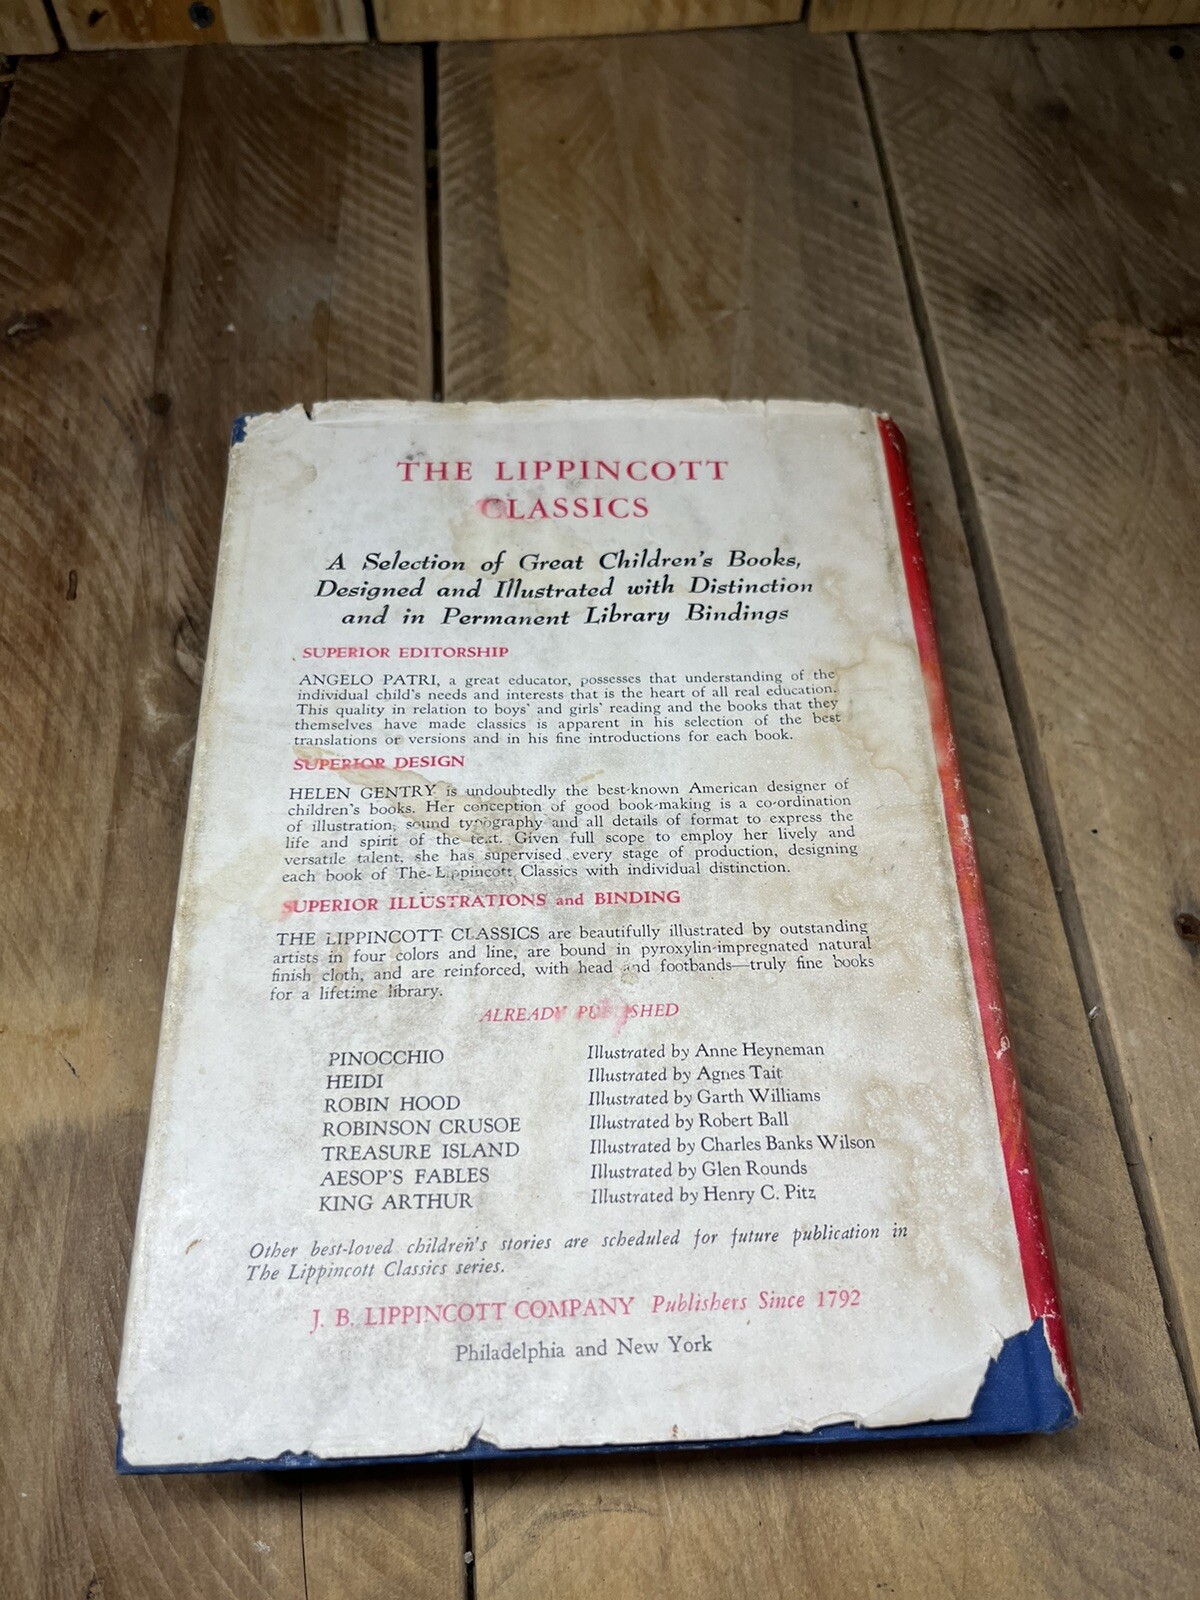 THE LIPPINCOTT
CLASSICS
A Selection of Great Children's Books,
Designed and Illustrated with Distinction
and in Permanent Library Bindings
SUPERIOR EDITORSHIP
ANGELO PATRI, a great educator, possesses that understanding of the
individual child's needs and interests that is the heart of all real education.
This quality in relation to boys' and girls' reading and the books that they
themselves have made classics is apparent in his selection of the best
translations or versions and in his fine introductions for each book.
SUPERIOR DESIGN
HELEN GENTRY is undoubtedly the best-known American designer of
children's books. Her conception of good book-making is a co-ordination
of illustration, sound typography and all details of format to express the
life and spirit of the text. Given full scope to employ her lively and
versatile talent, she has supervised every stage of production, designing
each book of The Lippincott Classics with individual distinction.
SUPERIOR ILLUSTRATIONS and BINDING
THE LIPPINCOTT CLASSICS are beautifully illustrated by outstanding
artists in four colors and line, are bound in pyroxylin-impregnated natural
finish cloth, and are reinforced, with head and footbands—truly fine books
for a lifetime library.
ALREADY PUBLISHED
PINOCCHIO Illustrated by Anne Heyneman
HEIDI Illustrated by Agnes Tait
ROBIN HOOD Illustrated by Garth Williams
ROBINSON CRUSOE Illustrated by Robert Ball
TREASURE ISLAND Illustrated by Charles Banks Wilson
AESOP'S FABLES Illustrated by Glen Rounds
KING ARTHUR Illustrated by Henry C. Pitz
Other best-loved children's stories are scheduled for future publication in
The Lippincott Classics series.
J. B. LIPPINCOTT COMPANY Publishers Since 1792
Philadelphia and New York